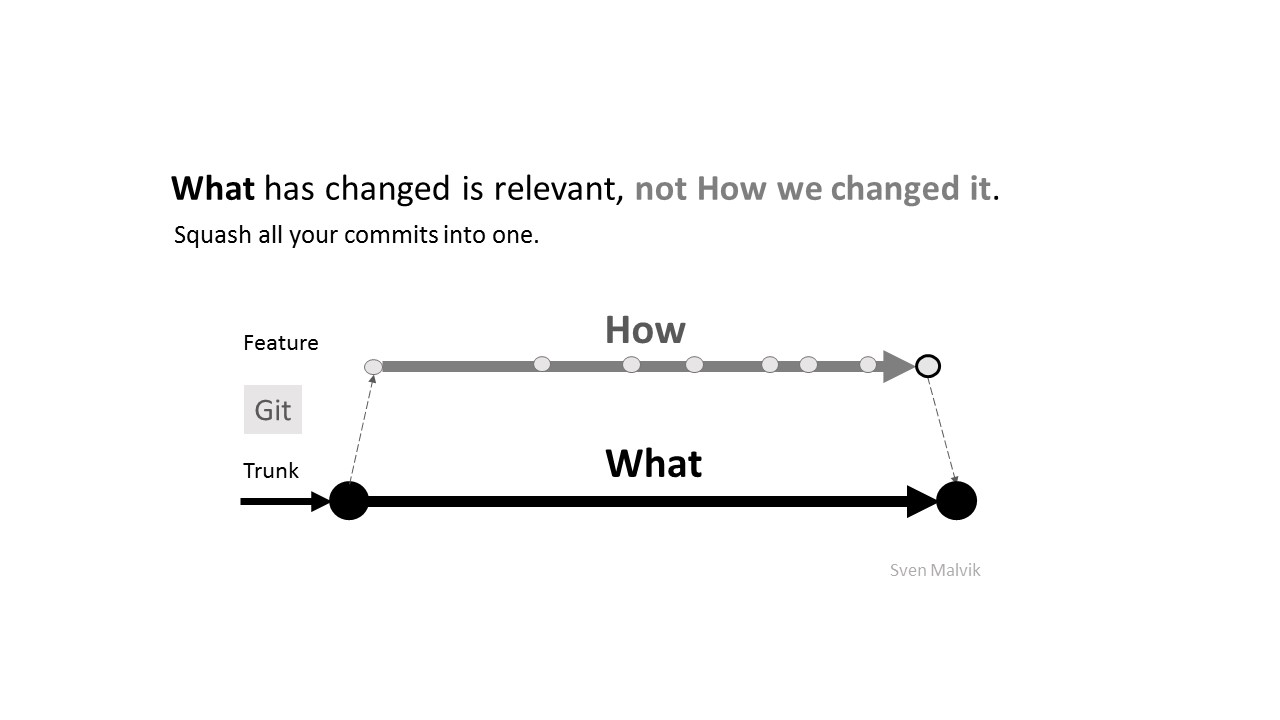 What has changed is relevant, not How we changed it.
Squash all your commits into one.
How
Feature
Git
What
Trunk
Sven Malvik